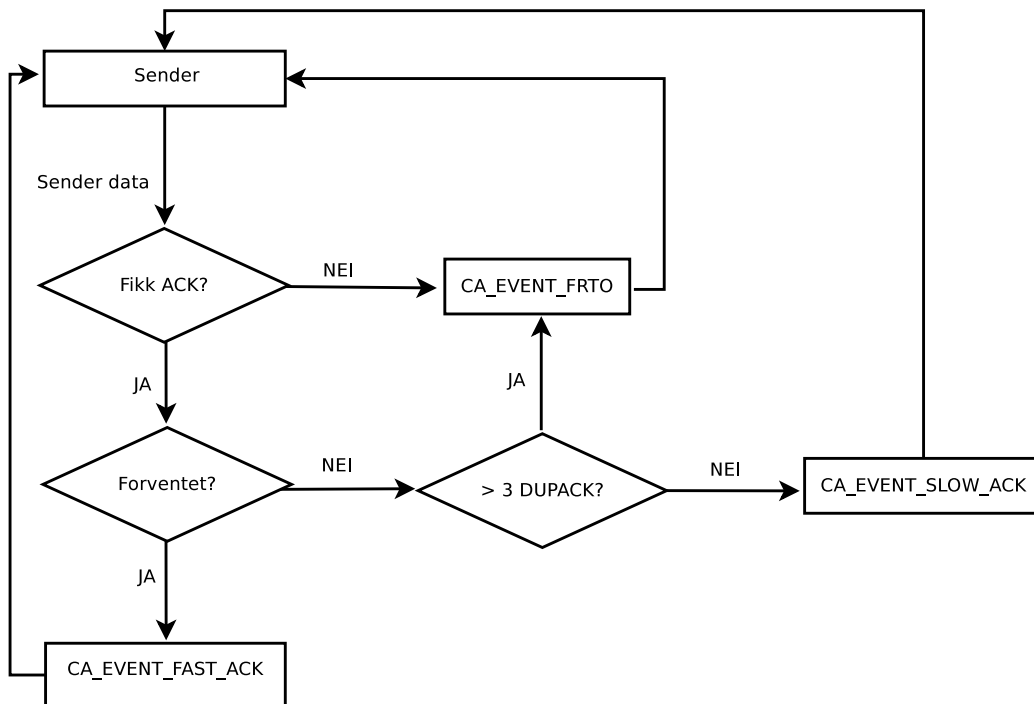 Sender
Sender data
Fikk ACK?
NEI
CA_EVENT_FRTO
JA
JA
Forventet?
NEI
> 3 DUPACK?
NEI
CA_EVENT_SLOW_ACK
JA
CA_EVENT_FAST_ACK